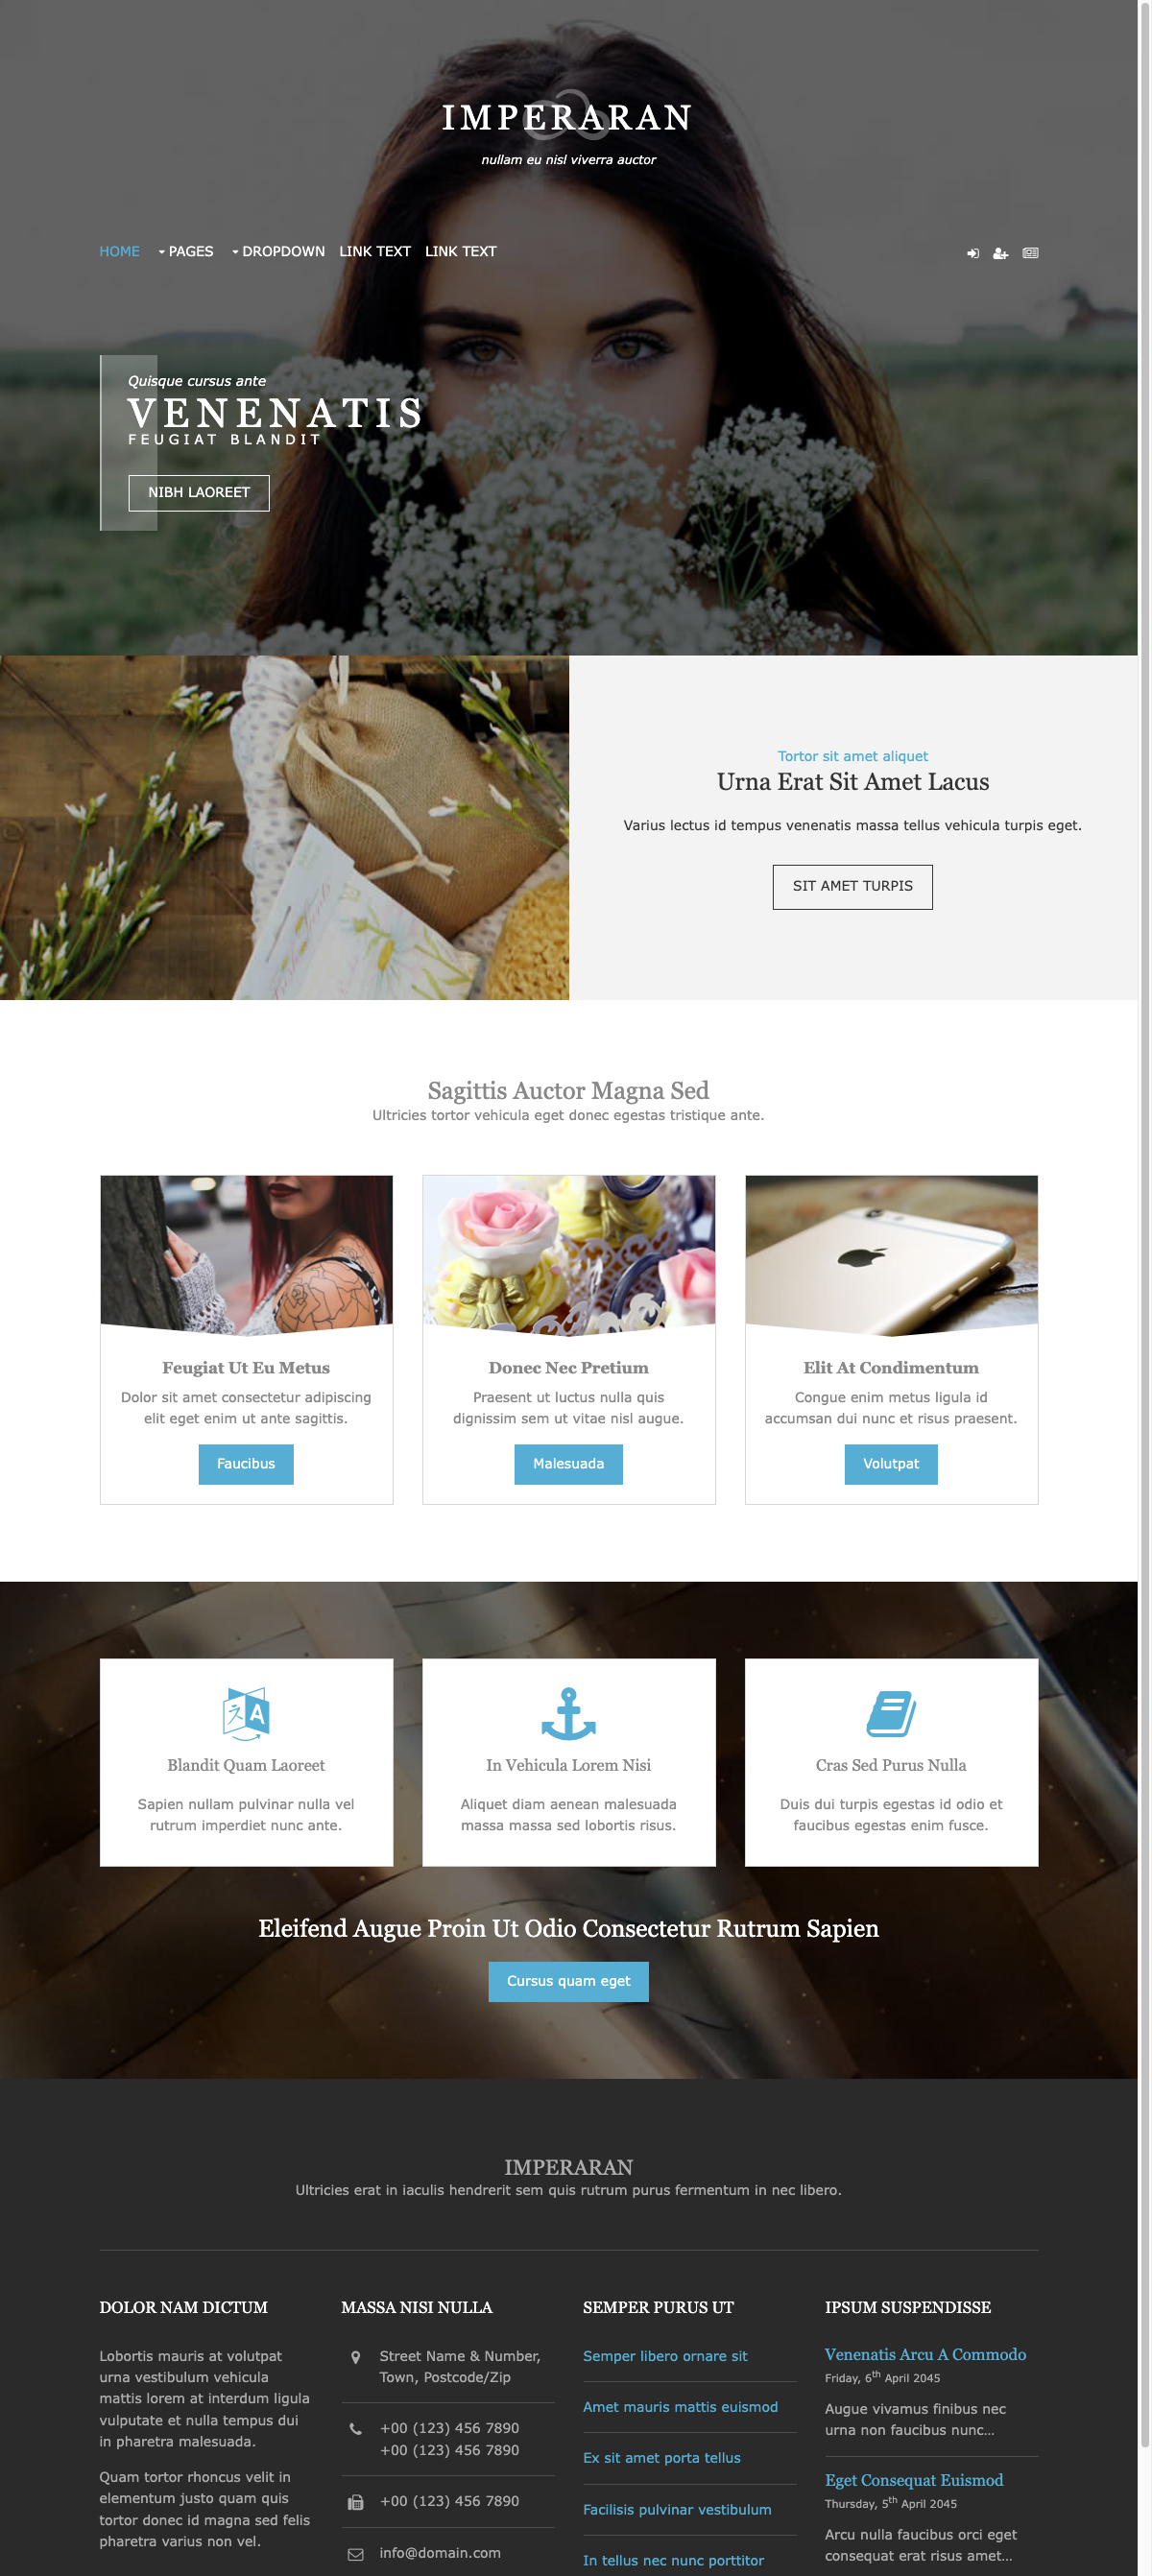 IMPERARAN
nullam eu nisl viverra auctor
HOME PAGES DROPDOWN LINK TEXT LINK TEXT
Quisque cursus ante
VENENATIS
FEUGIAT BLANDIT
NIBH LAOREET
Tortor sit amet aliquet
Urna Erat Sit Amet Lacus
Varius lectus id tempus venenatis massa tellus vehicula turpis eget.
SIT AMET TURPIS
Sagittis Auctor Magna Sed
Ultricies tortor vehicula eget donec egestas tristique ante.
Feugiat Ut Eu Metus
Dolor sit amet consectetur adipiscing
elit eget enim ut ante sagittis.
Faucibus
Donec Nec Pretium
Praesent ut luctus nulla quis
dignissim sem ut vitae nisl augue.
Malesuada
Elit At Condimentum
Congue enim metus ligula id
accumsan dui nunc et risus praesent.
Volutpat
Blandit Quam Laoreet
Sapien nullam pulvinar nulla vel
rutrum imperdiet nunc ante.
In Vehicula Lorem Nisi
Aliquet diam aenean malesuada
massa massa sed lobortis risus.
Cras Sed Purus Nulla
Duis dui turpis egestas id odio et
faucibus egestas enim fusce.
Eleifend Augue Proin Ut Odio Consectetur Rutrum Sapien
Cursus quam eget
IMPERARAN
Ultricies erat in iaculis hendrerit sem quis rutrum purus fermentum in nec libero.
DOLOR NAM DICTUM
Lobortis mauris at volutpat
urna vestibulum vehicula
mattis lorem at interdum ligula
vulputate et nulla tempus dui
in pharetra malesuada.
Quam tortor rhoncus velit in
elementum justo quam quis
tortor donec id magna sed felis
pharetra varius non vel.
MASSA NISI NULLA
Street Name & Number,
Town, Postcode/Zip
+00 (123) 456 7890
+00 (123) 456 7890
+00 (123) 456 7890
info@domain.com
SEMPER PURUS UT
Semper libero ornare sit
Amet mauris mattis euismod
Ex sit amet porta tellus
Facilisis pulvinar vestibulum
In tellus nec nunc porttitor
IPSUM SUSPENDISSE
Venenatis Arcu A Commodo
Friday, 6th April 2045
Augue vivamus finibus nec
urna non faucibus nunc...
Eget Consequat Euismod
Thursday, 5th April 2045
Arcu nulla faucibus orci eget
consequat erat risus amet...